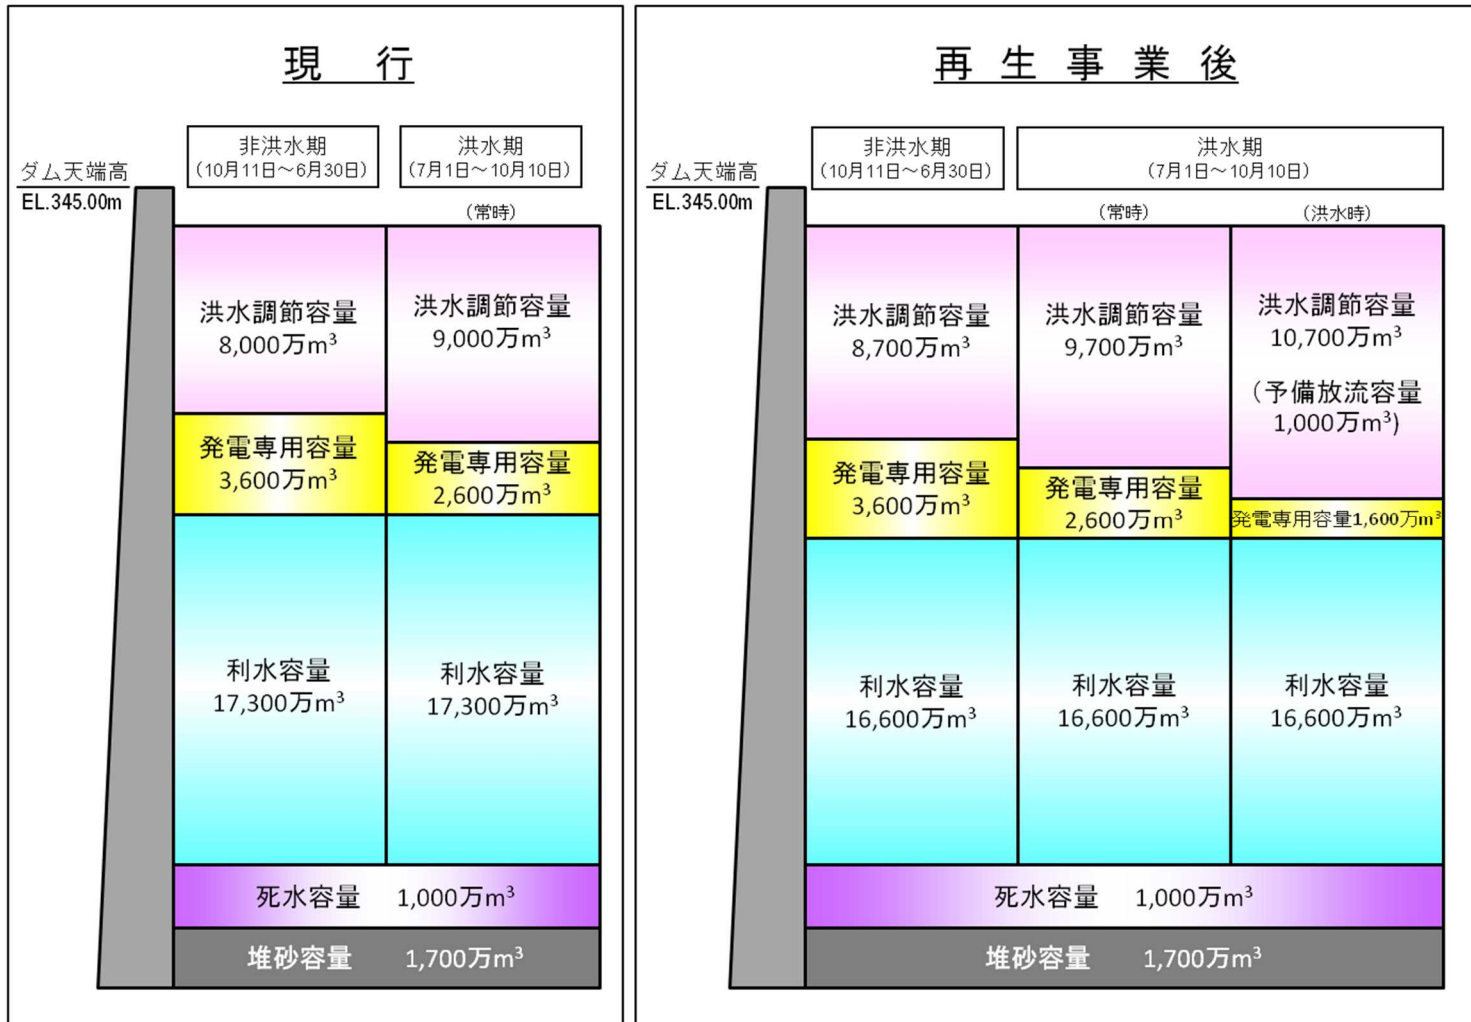 現 行
非洪水期
(10月11日～6月30日)
洪水期
(7月1日～10月10日)
ダム天端高
EL.345.00m
(常時)
洪水調節容量
8,000万m³
洪水調節容量
9,000万m³
発電専用容量
3,600万m³
発電専用容量
2,600万m³
利水容量
17,300万m³
利水容量
17,300万m³
死水容量 1,000万m³
堆砂容量 1,700万m³
再 生 事 業 後
非洪水期
(10月11日～6月30日)
洪水期
(7月1日～10月10日)
ダム天端高
EL.345.00m
(常時)
(洪水時)
洪水調節容量
8,700万m³
洪水調節容量
9,700万m³
洪水調節容量
10,700万m³
(予備放流容量
1,000万m³)
発電専用容量
3,600万m³
発電専用容量
2,600万m³
発電専用容量1,600万m³
利水容量
16,600万m³
利水容量
16,600万m³
利水容量
16,600万m³
死水容量 1,000万m³
堆砂容量 1,700万m³